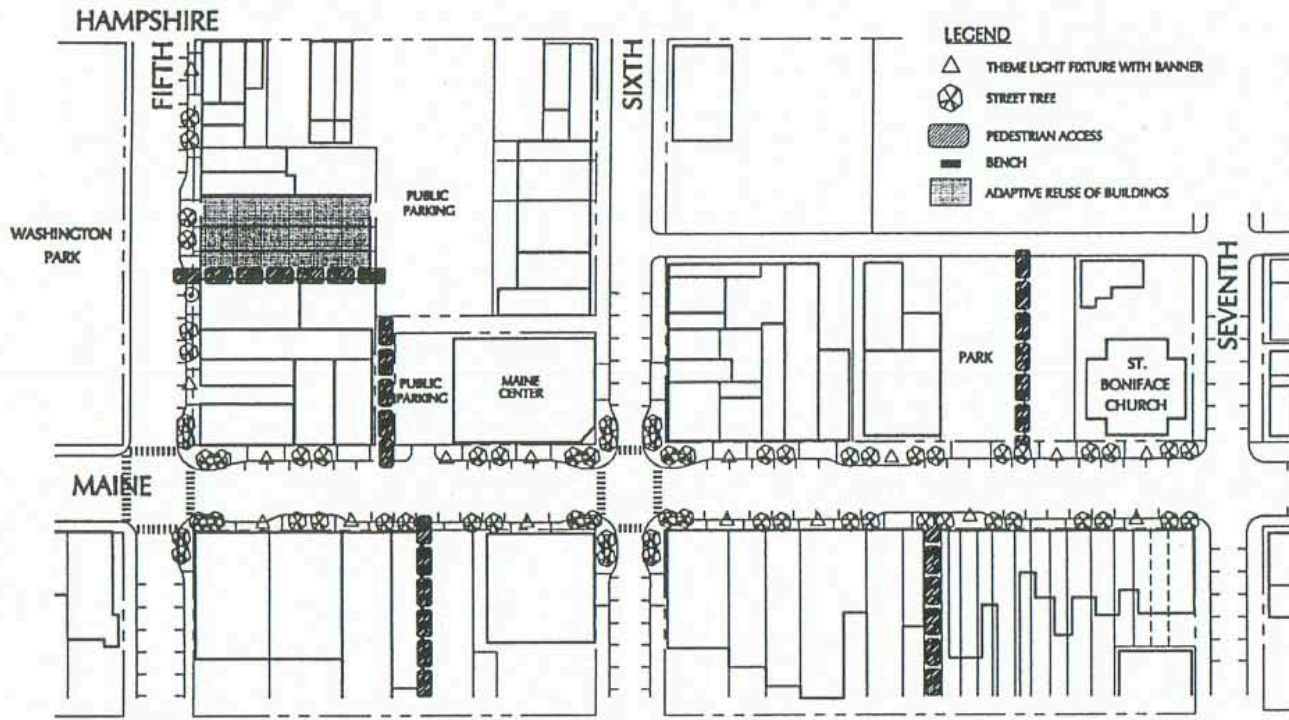 HAMPSHIRE
FIFTH
SIXTH
LEGEND
THEME LIGHT FIXTURE WITH BANNER
STREET TREE
PEDESTRIAN ACCESS
BENCH
ADAPTIVE REUSE OF BUILDINGS
WASHINGTON
PARK
PUBLIC
PARKING
SEVENTH
PUBLIC
PARKING
MAINE
CENTER
PARK
ST.
BONIFACE
CHURCH
MAINE